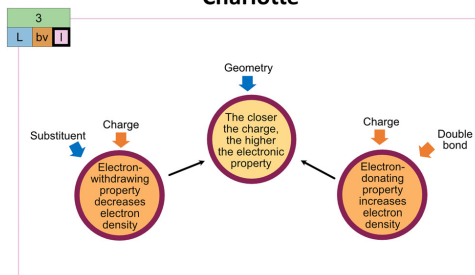 Charlotte
3
L bv I
Geometry
The closer
the charge,
the higher
the electronic
property
Substituent
Charge
Electron-
withdrawing
property
decreases
electron
density
Charge
Double
bond
Electron-
donating
property
increases
electron
density